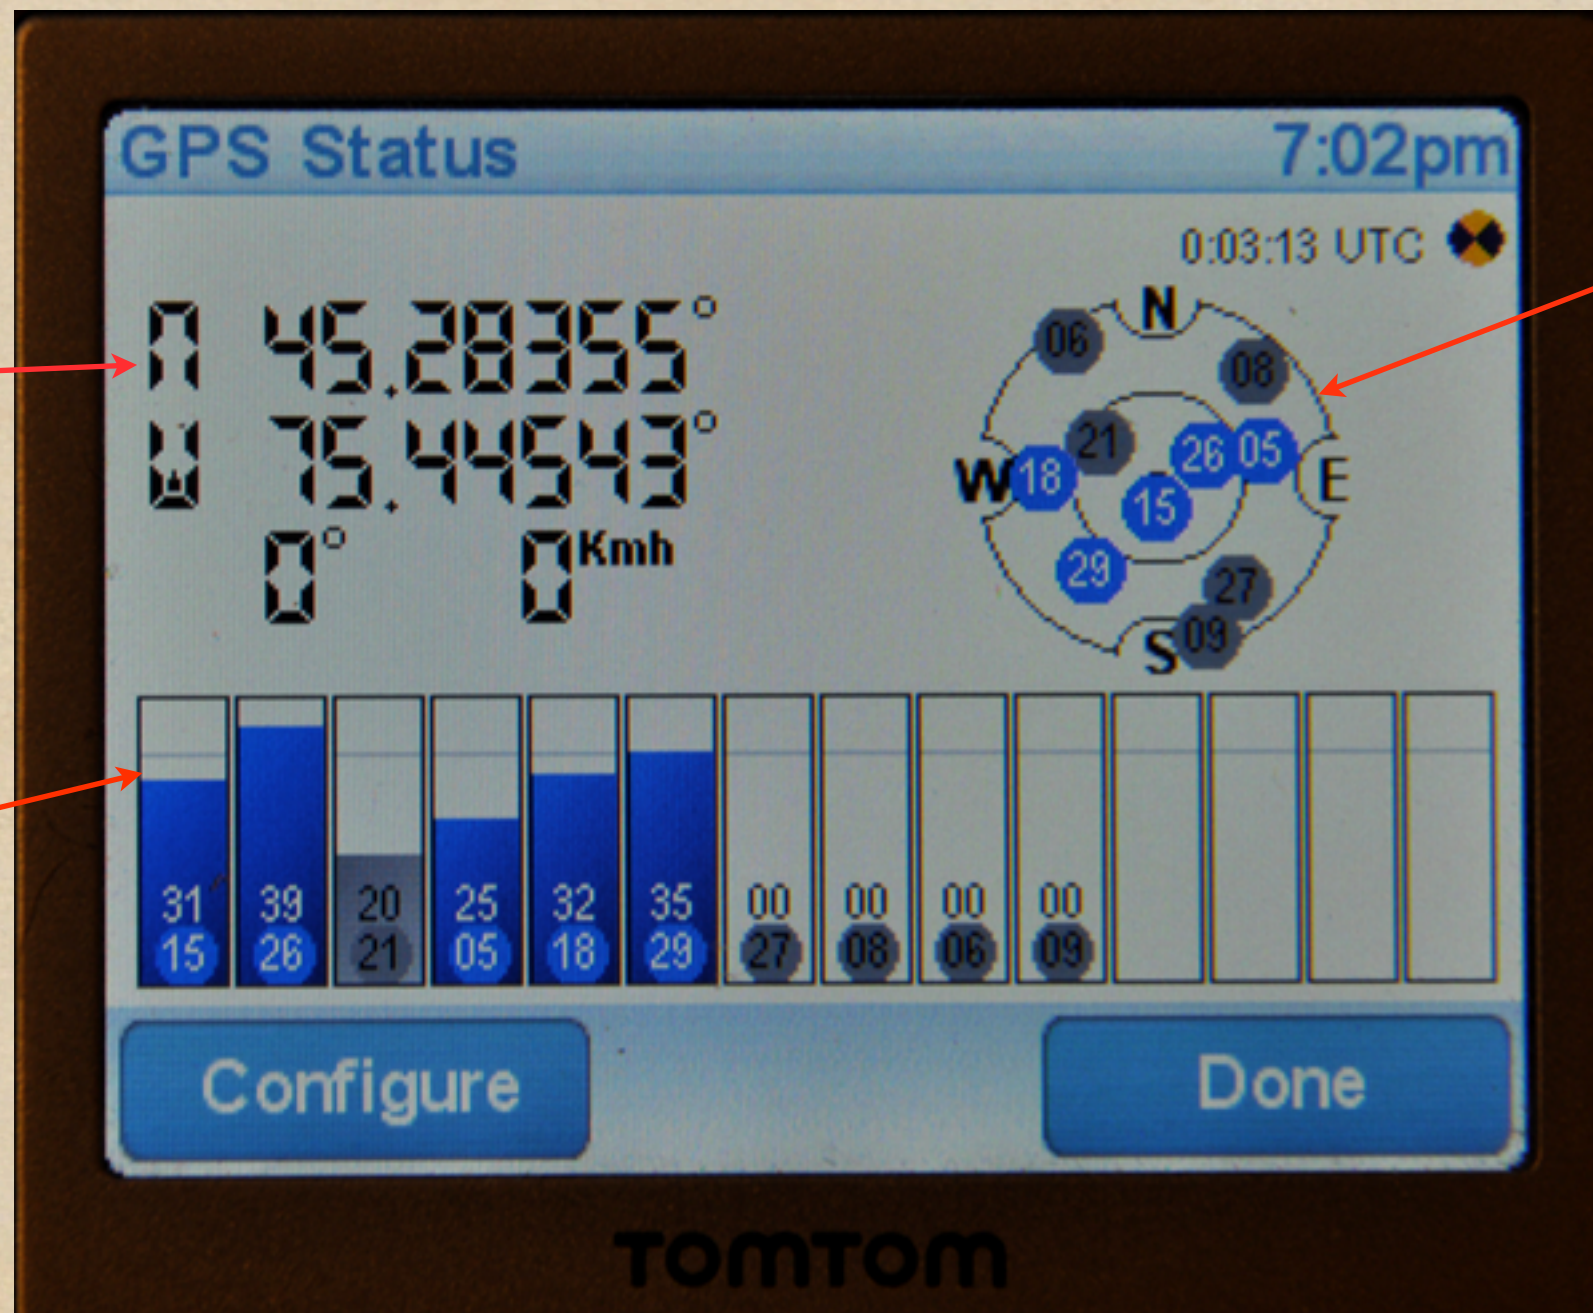 GPS Status 7:02pm
0:03:13 UTC
N 45.28355°
W 75.44543°
0° 0 Kmh
N
06
08
21
26 05
W 18 E
15
29
27
S 09
31 39 20 25 32 35 00 00 00 00
15 26 21 05 18 29 27 08 06 09
Configure Done
TOMTOM